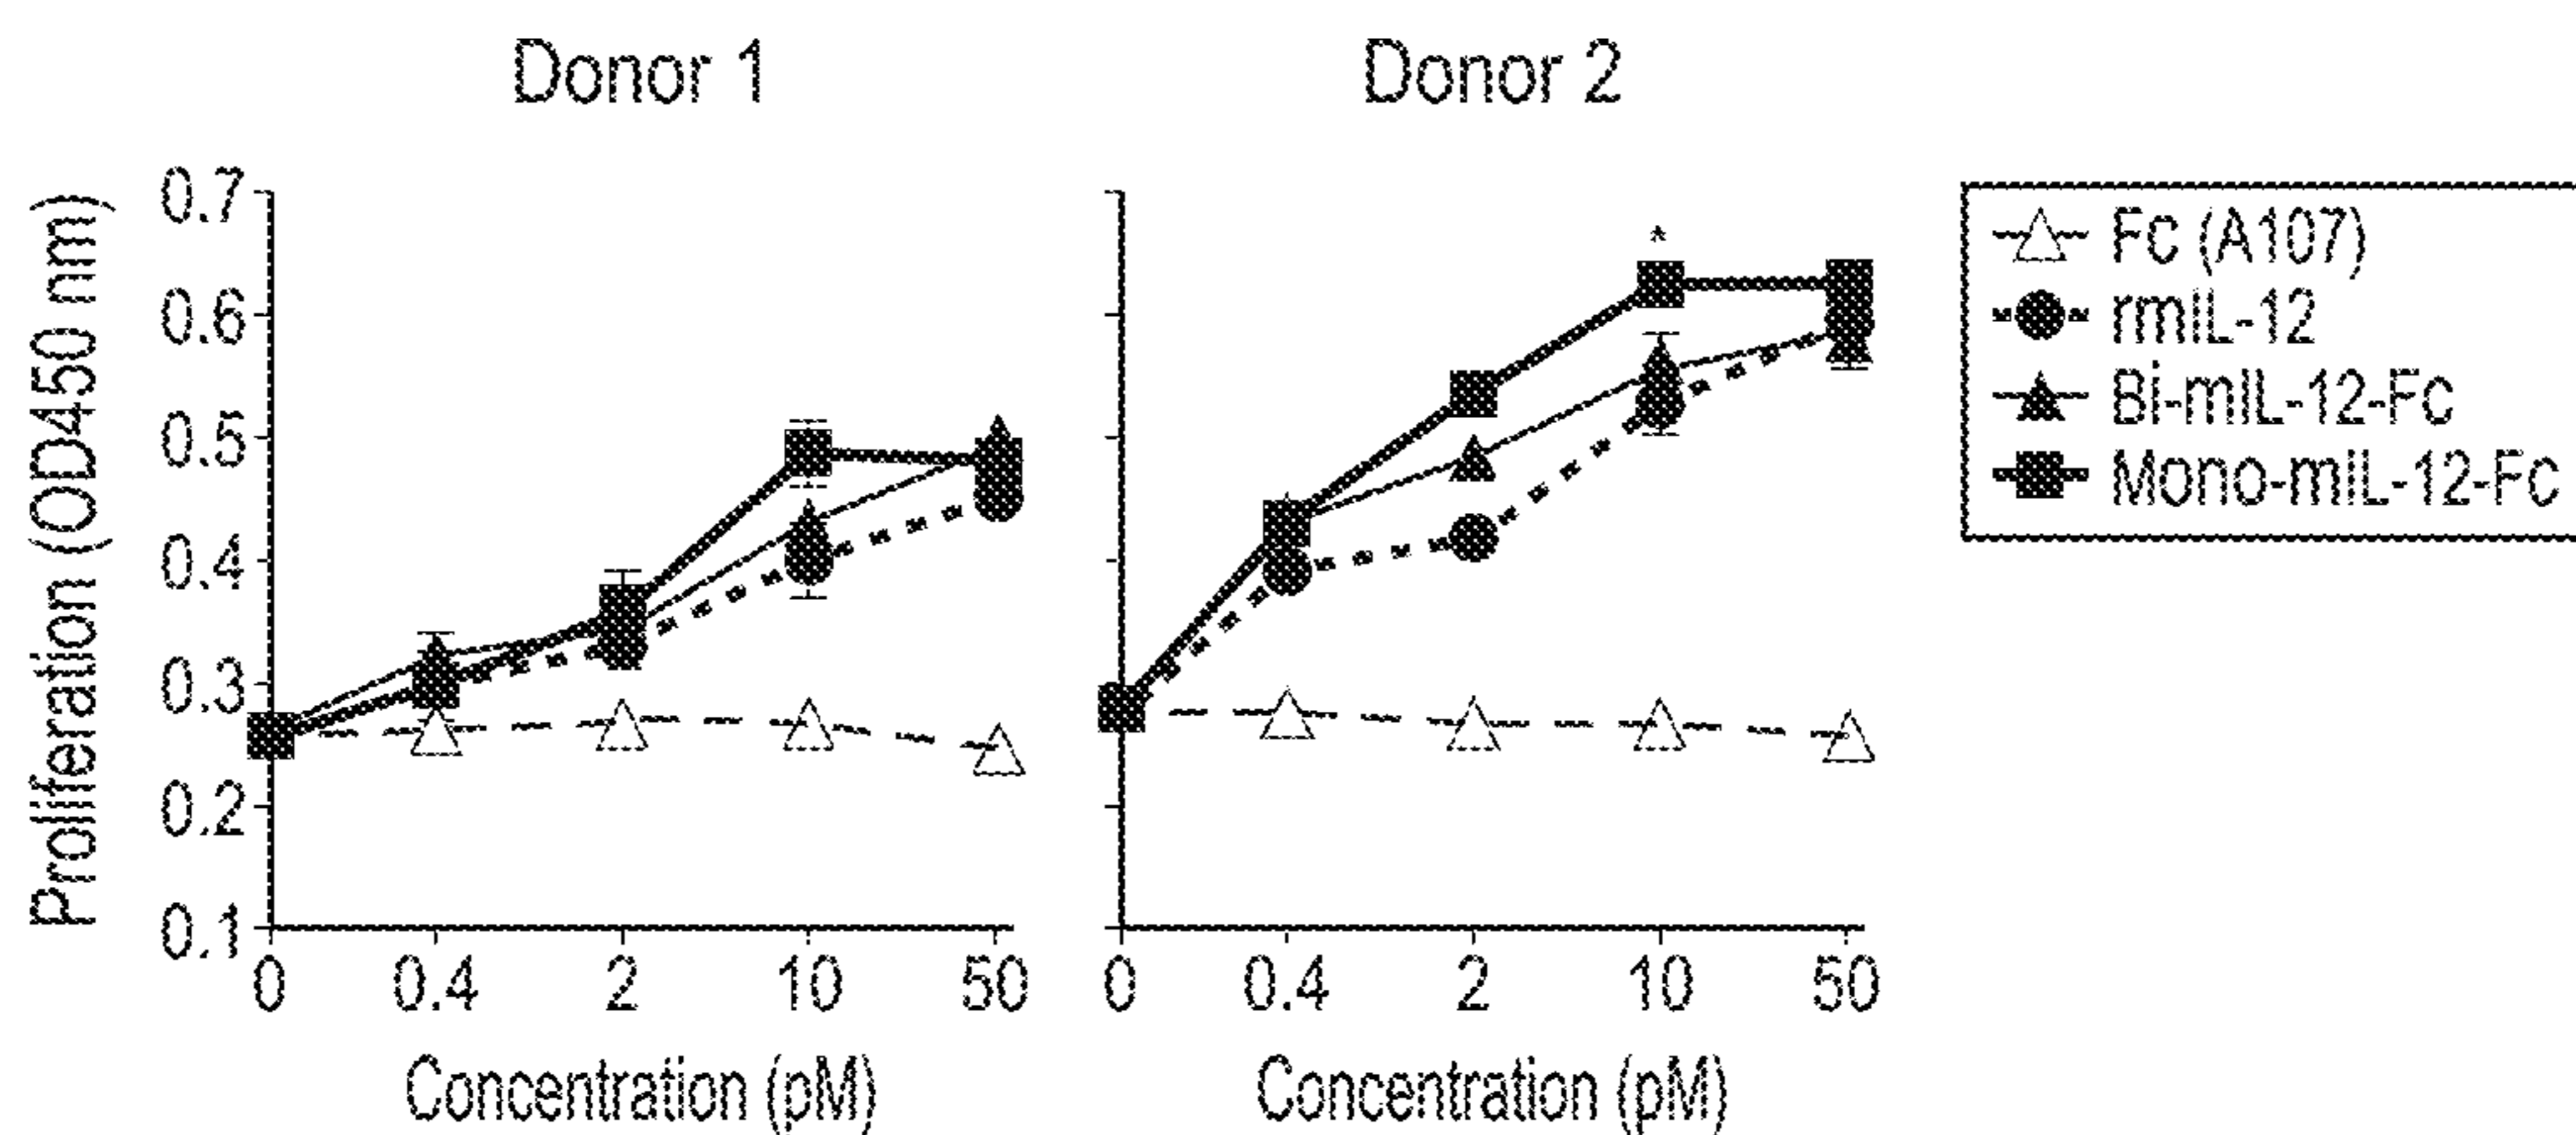 Donor 1
Donor 2
Proliferation (OD450 nm)
0.7
0.6
0.5
0.4
0.3
0.2
0.1
0 0.4 2 10 50
Concentration (pM)
*
0 0.4 2 10 50
Concentration (pM)
Fc (A107)
rmIL-12
Bi-mIL-12-Fc
Mono-mIL-12-Fc